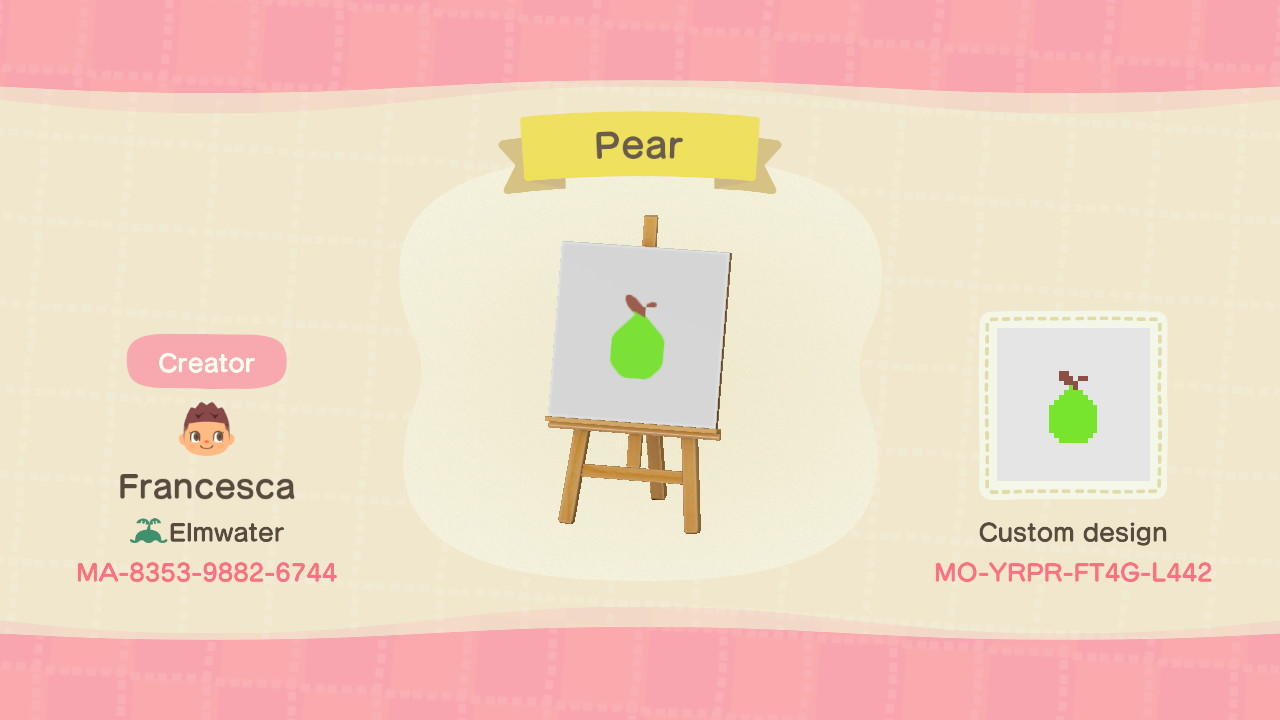 Pear
Creator
Francesca
Elmwater
MA-8353-9882-6744
Custom design
MO-YRPR-FT4G-L442